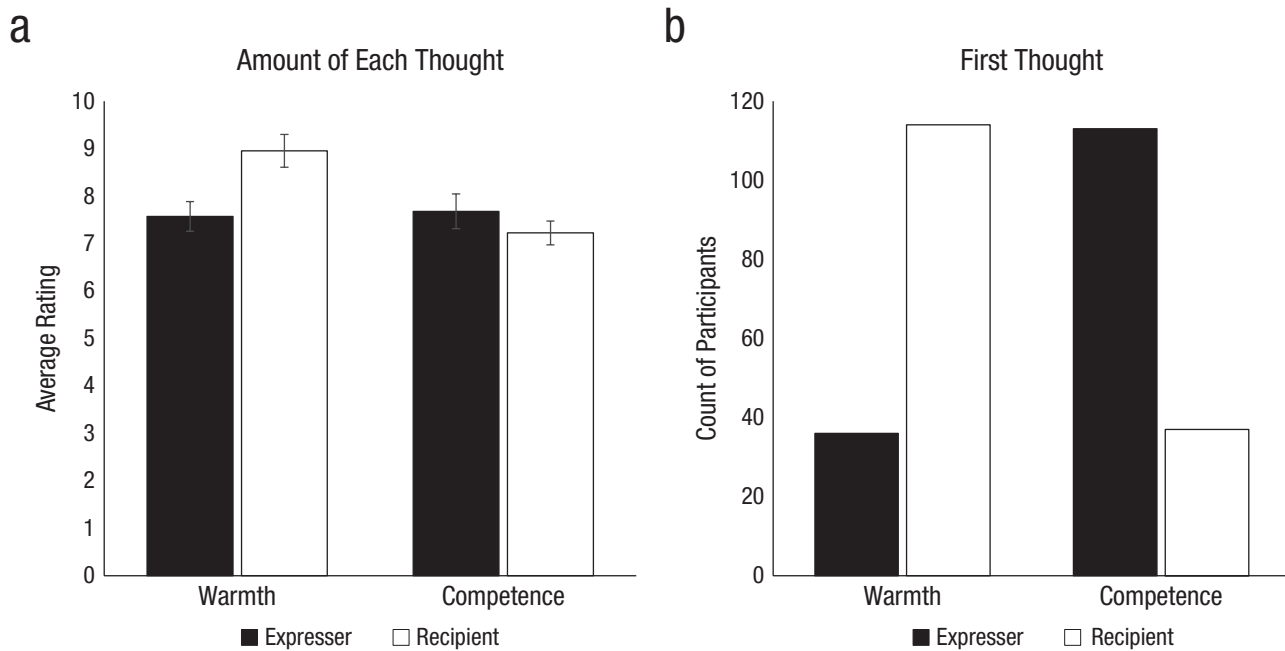 a
Amount of Each Thought
10
9
8
7
6
5
4
3
2
1
0
Average Rating
Warmth
Competence
Expresser
Recipient
b
First Thought
120
100
80
60
40
20
0
Count of Participants
Warmth
Competence
Expresser
Recipient